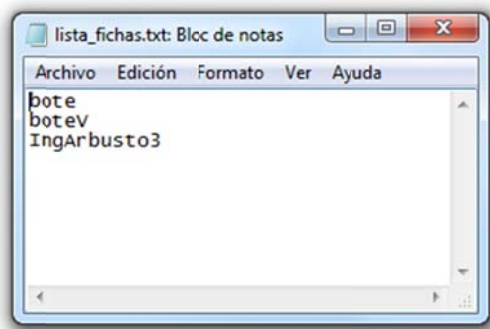 lista_fichas.txt: Bloc de notas
Archivo Edición Formato Ver Ayuda
bote
boteV
IngArbusto3